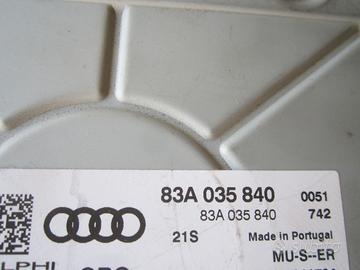 83A 035 840 0051
83A 035 840 742
21S Made in Portugal
MU-S--ER